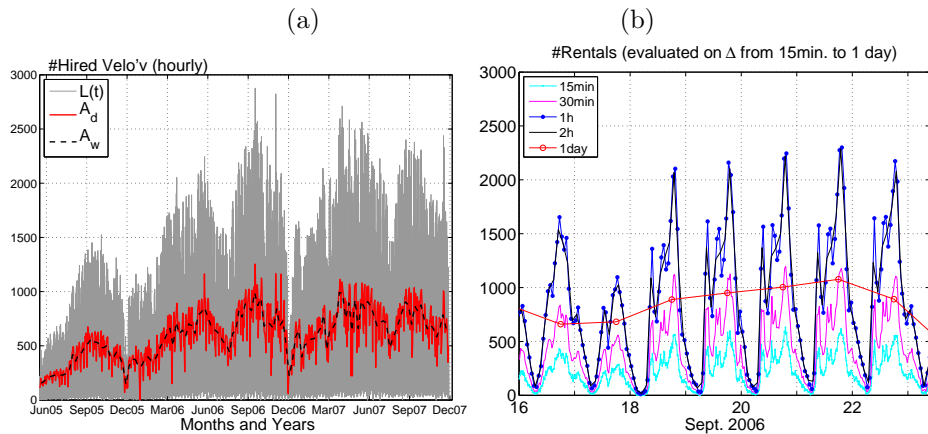 (a)
#Hired Velo'v (hourly)
3000
2500
2000
1500
1000
500
0
L(t)
A_d
A_w
Jun05 Sep05 Dec05 Mar06 Jun06 Sep06 Dec06 Mar07 Jun07 Sep07 Dec07
Months and Years
(b)
#Rentals (evaluated on Δ from 15min. to 1 day)
3000
2500
2000
1500
1000
500
0
15min
30min
1h
2h
1day
16 18 20 22
Sept. 2006